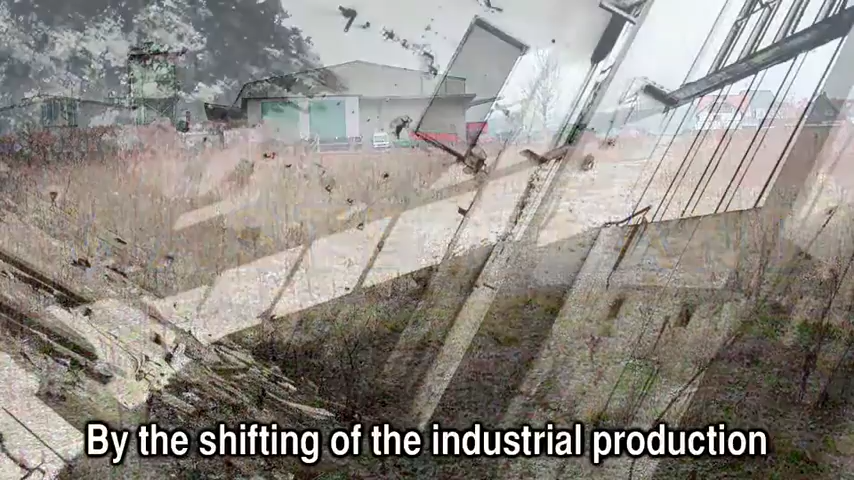 By the shifting of the industrial production